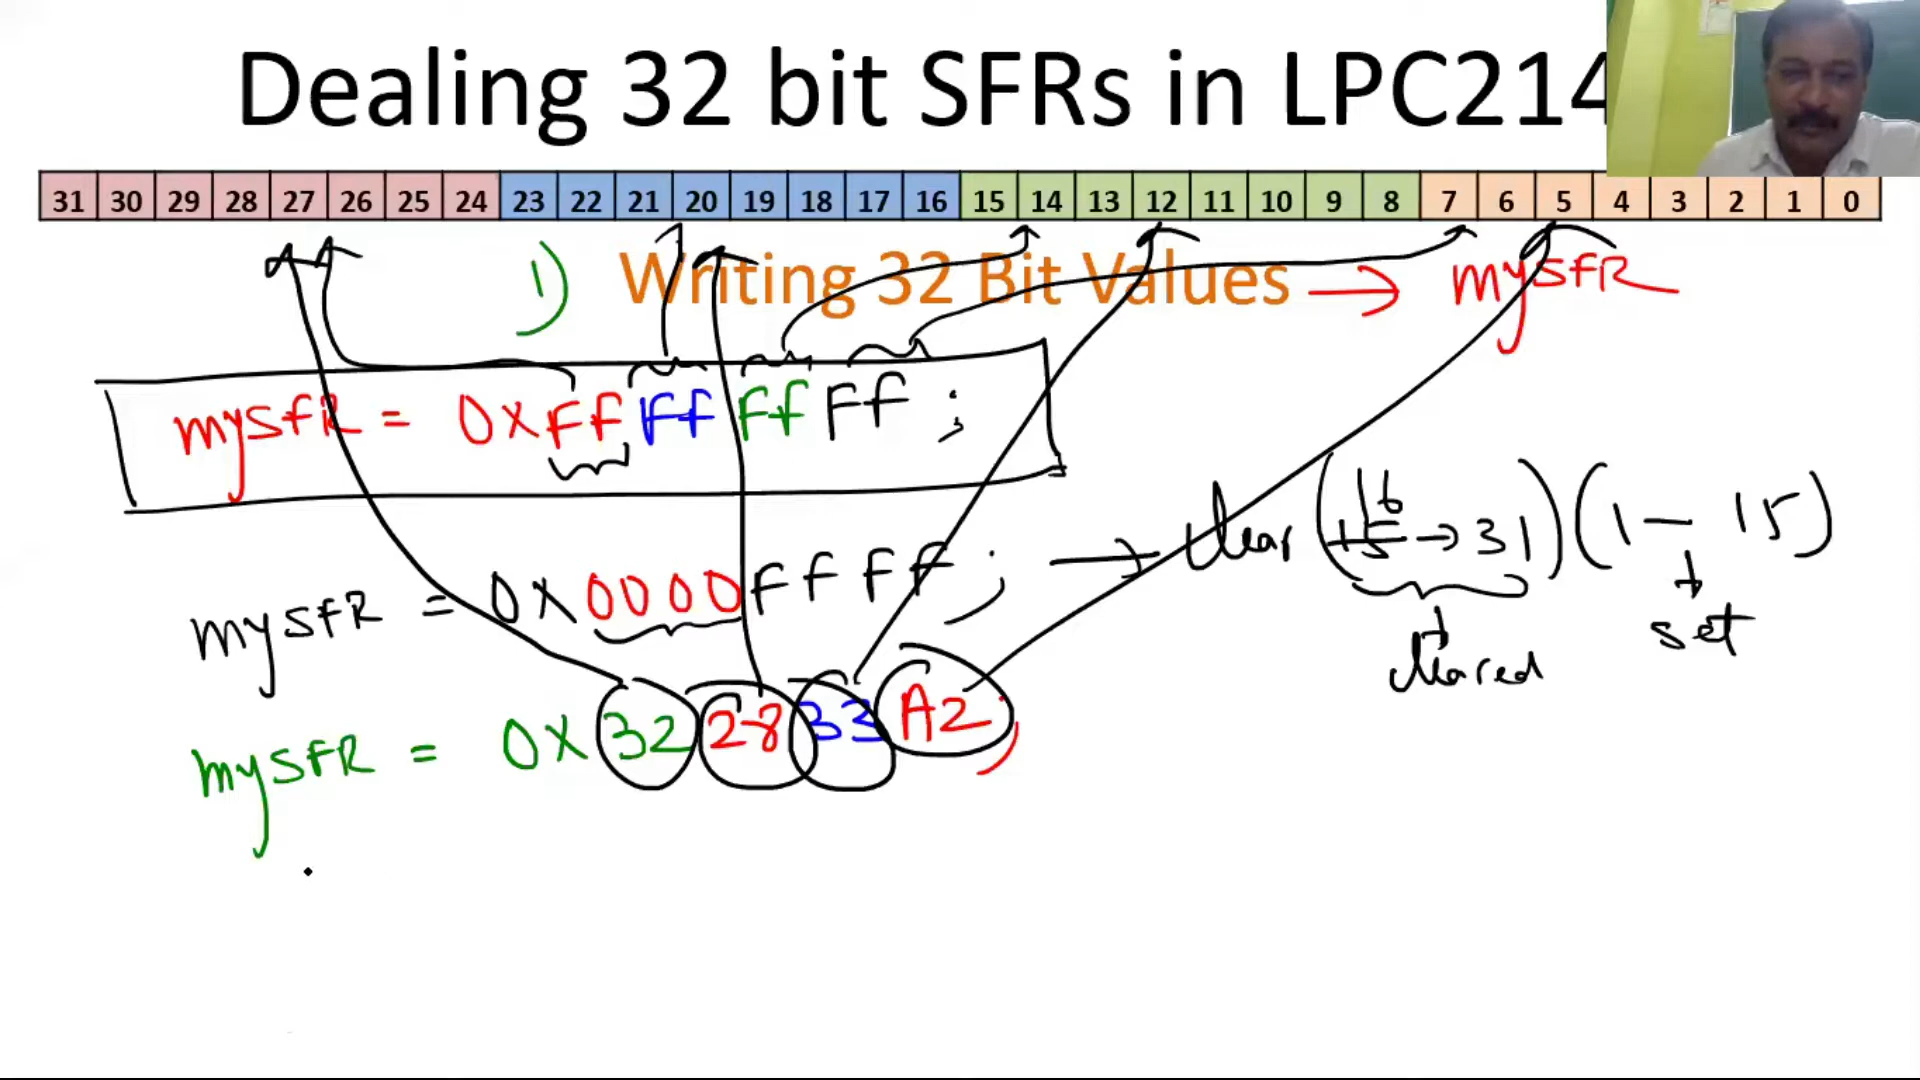 Dealing 32 bit SFRs in LPC214
31 30 29 28 27 26 25 24 23 22 21 20 19 18 17 16 15 14 13 12 11 10 9 8 7 6 5 4 3 2 1 0
1) Writing 32 Bit Values → mySFR
mySFR = 0XFFFFFFFF ;
mySFR = 0X0000FFFF ; → clear (15 16 → 31) (1 — 15)
cleared set
mySFR = 0X322833A2 ;